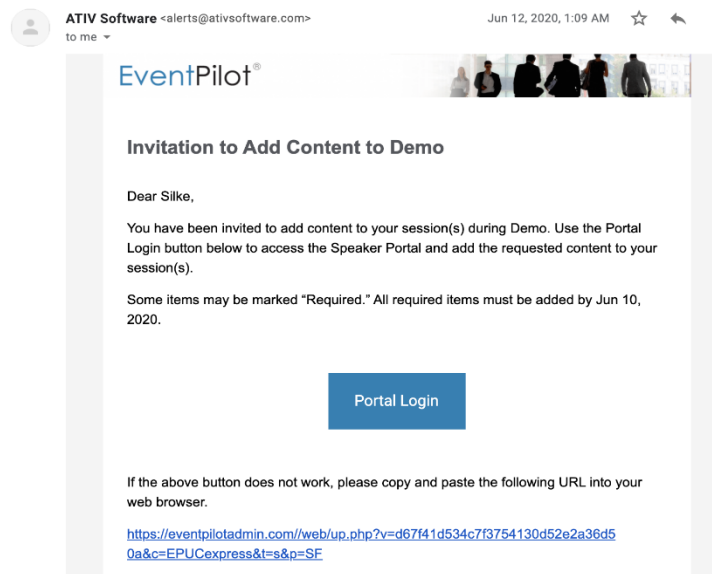 ATIV Software <alerts@ativsoftware.com>
Jun 12, 2020, 1:09 AM
to me
EventPilot®
Invitation to Add Content to Demo
Dear Silke,
You have been invited to add content to your session(s) during Demo. Use the Portal
Login button below to access the Speaker Portal and add the requested content to your
session(s).
Some items may be marked “Required.” All required items must be added by Jun 10,
2020.
Portal Login
If the above button does not work, please copy and paste the following URL into your
web browser.
https://eventpilotadmin.com//web/up.php?v=d67f41d534c7f3754130d52e2a36d5
0a&c=EPUCexpress&t=s&p=SF